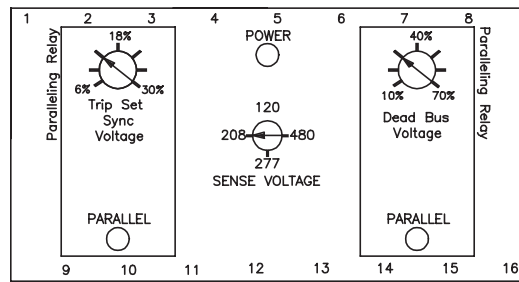 1 2 3 4 5 6 7 8
Paralleling Relay
18%
6% 30%
Trip Set
Sync
Voltage
PARALLEL
POWER
120
208 480
277
SENSE VOLTAGE
40%
10% 70%
Dead Bus
Voltage
PARALLEL
Paralleling Relay
9 10 11 12 13 14 15 16